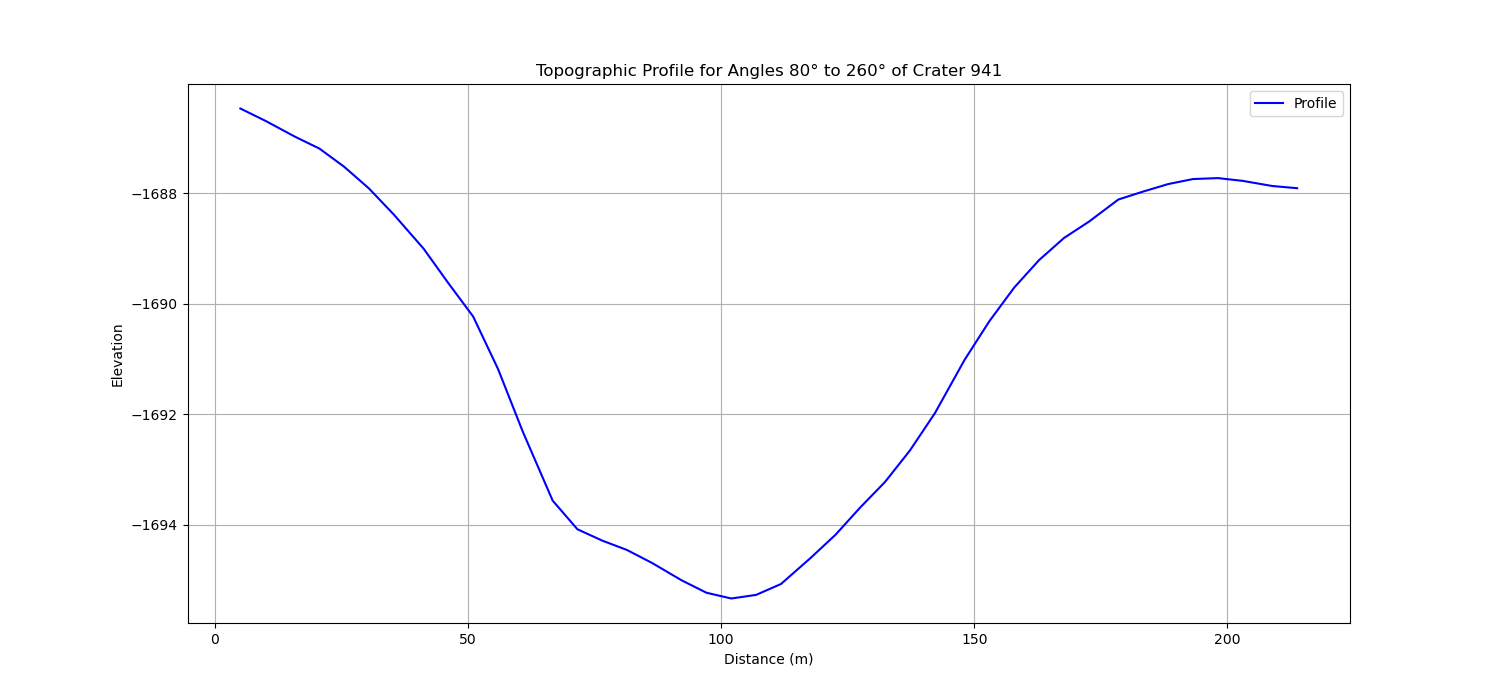 Topographic Profile for Angles 80° to 260° of Crater 941
Profile
−1688
−1690
−1692
−1694
Elevation
0
50
100
150
200
Distance (m)